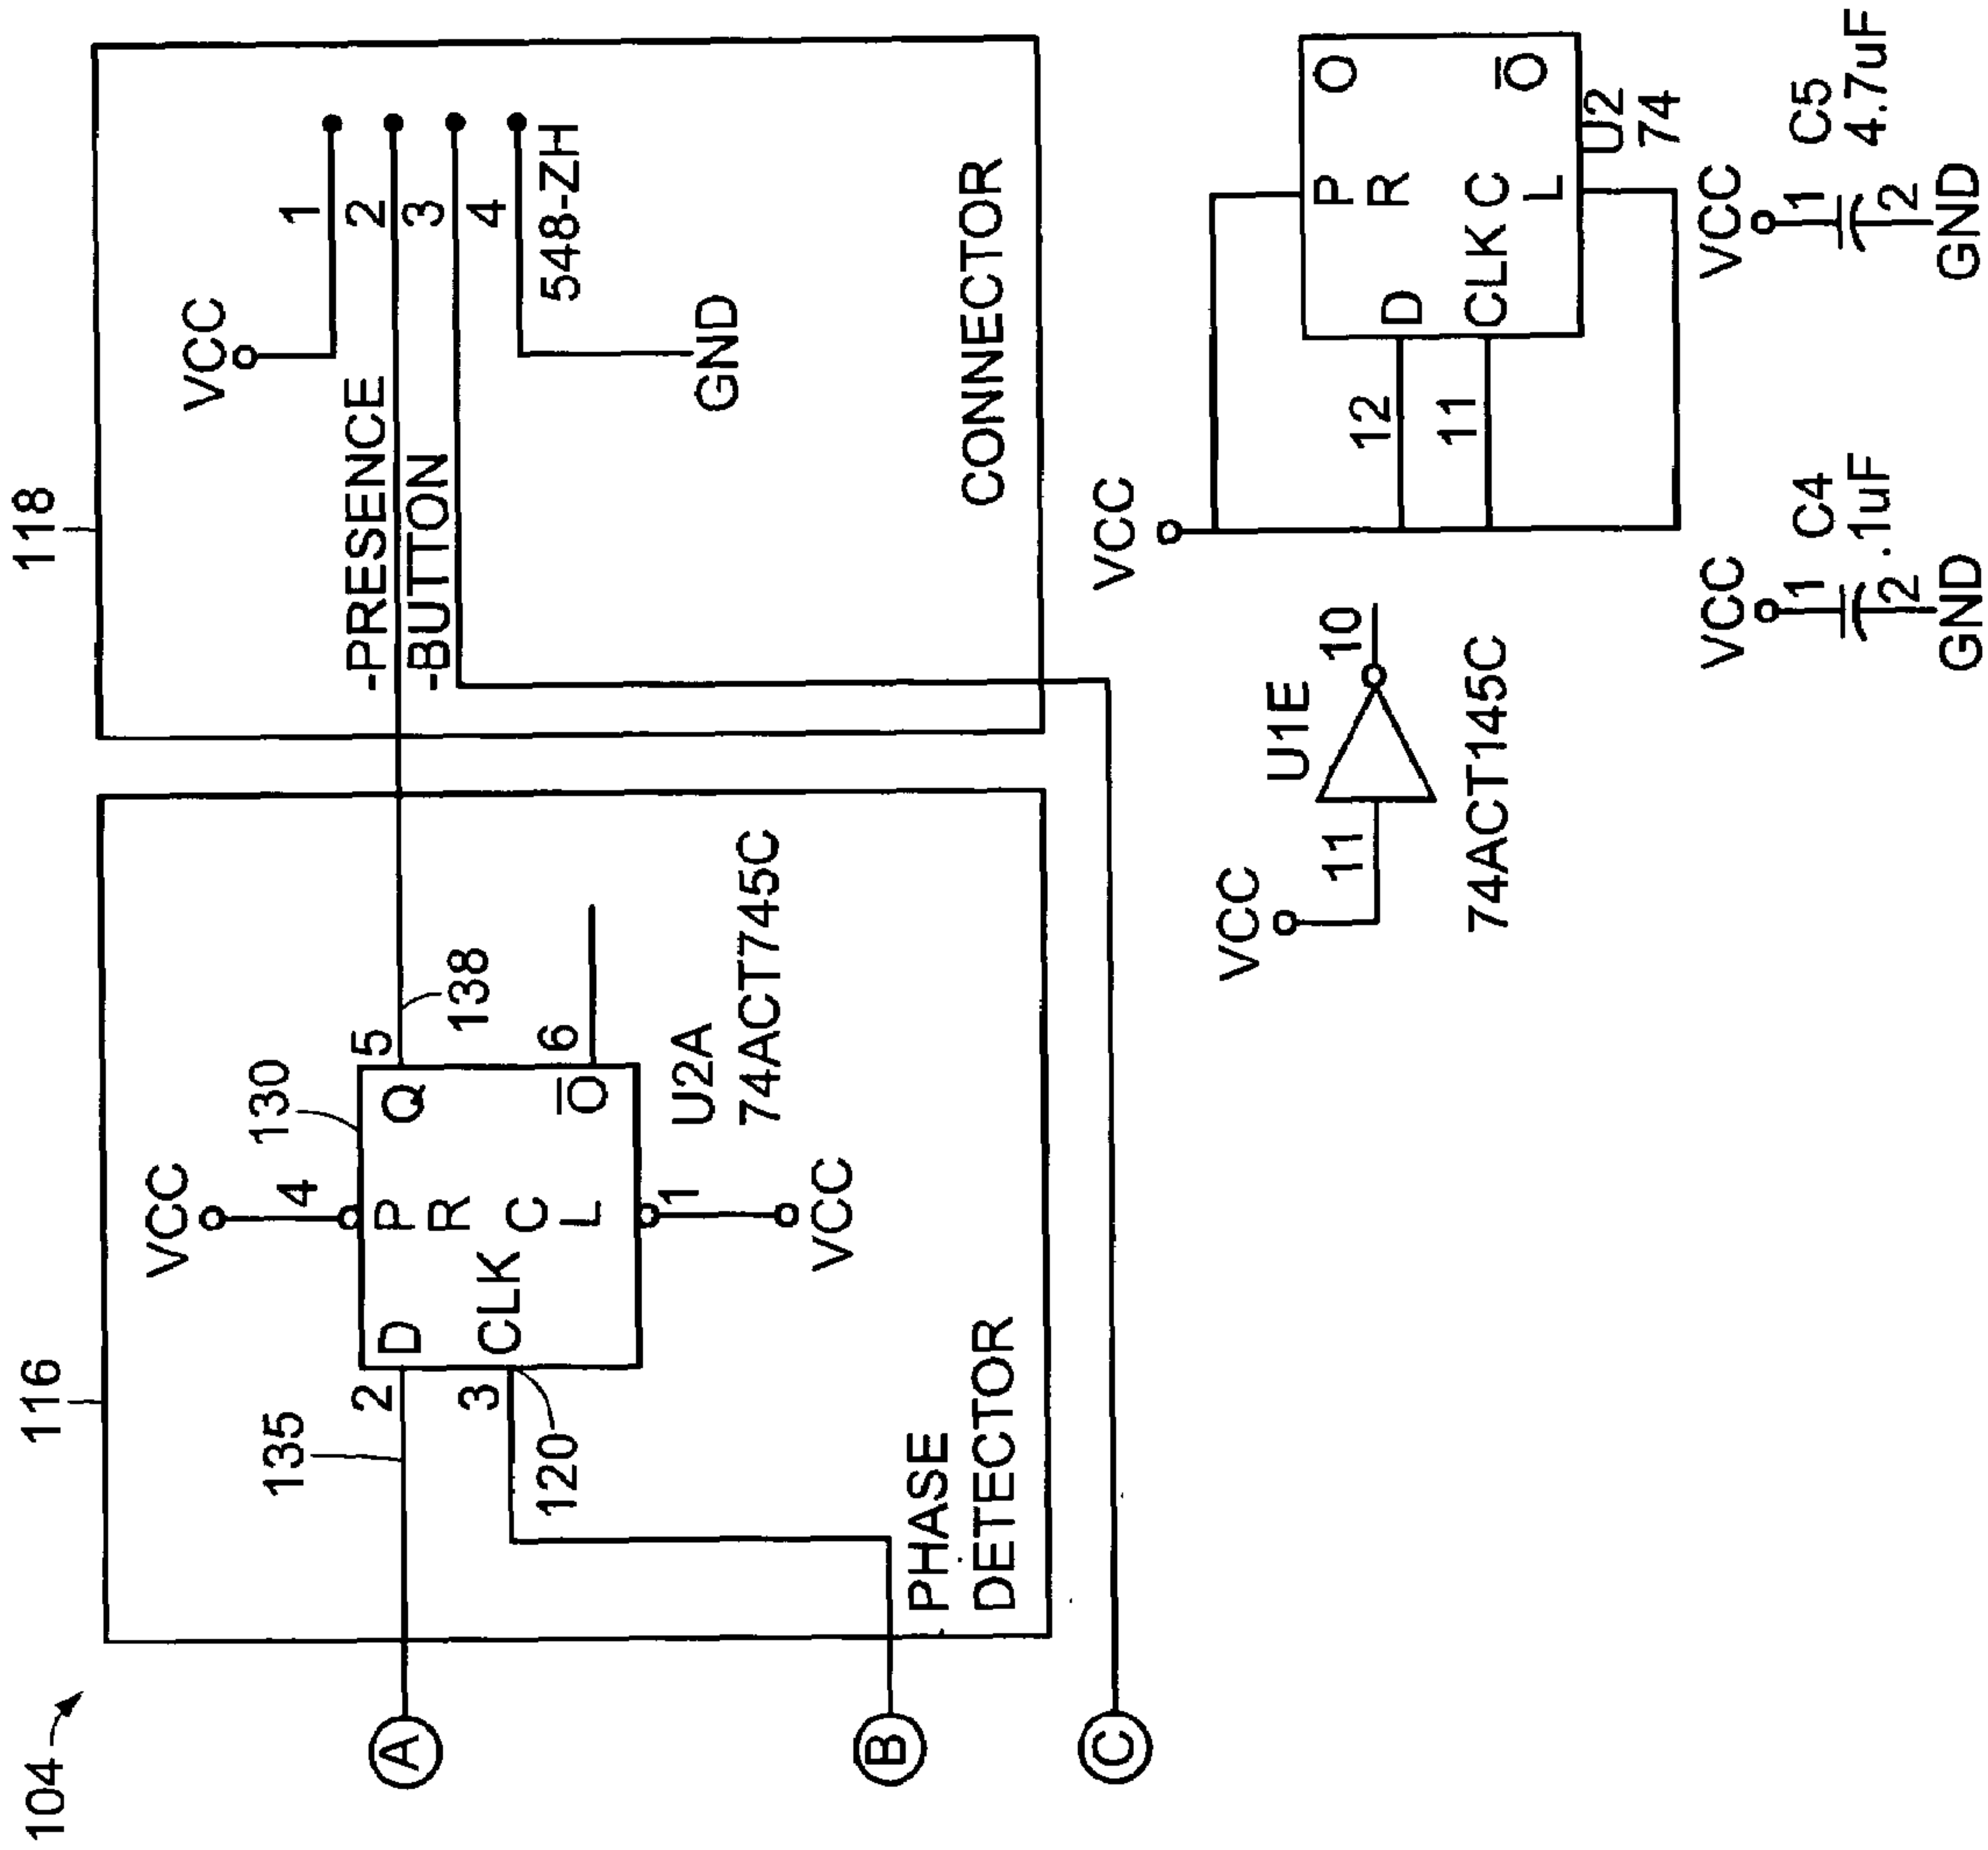 104
116
118
135
2
D
3
CLK
120
VCC
4
P
R
C
L
1
VCC
130
Q
5
138
O
6
U2A
74ACT745C
PHASE
DETECTOR
A
B
C
-PRESENCE
-BUTTON
VCC
1
2
3
4
548-ZH
GND
CONNECTOR
VCC
11
U1E
10
74ACT145C
VCC
12
11
D
CLK
P
R
C
L
O
O
U2
74
VCC
1
C4
.1uF
2
GND
VCC
1
C5
4.7uF
2
GND